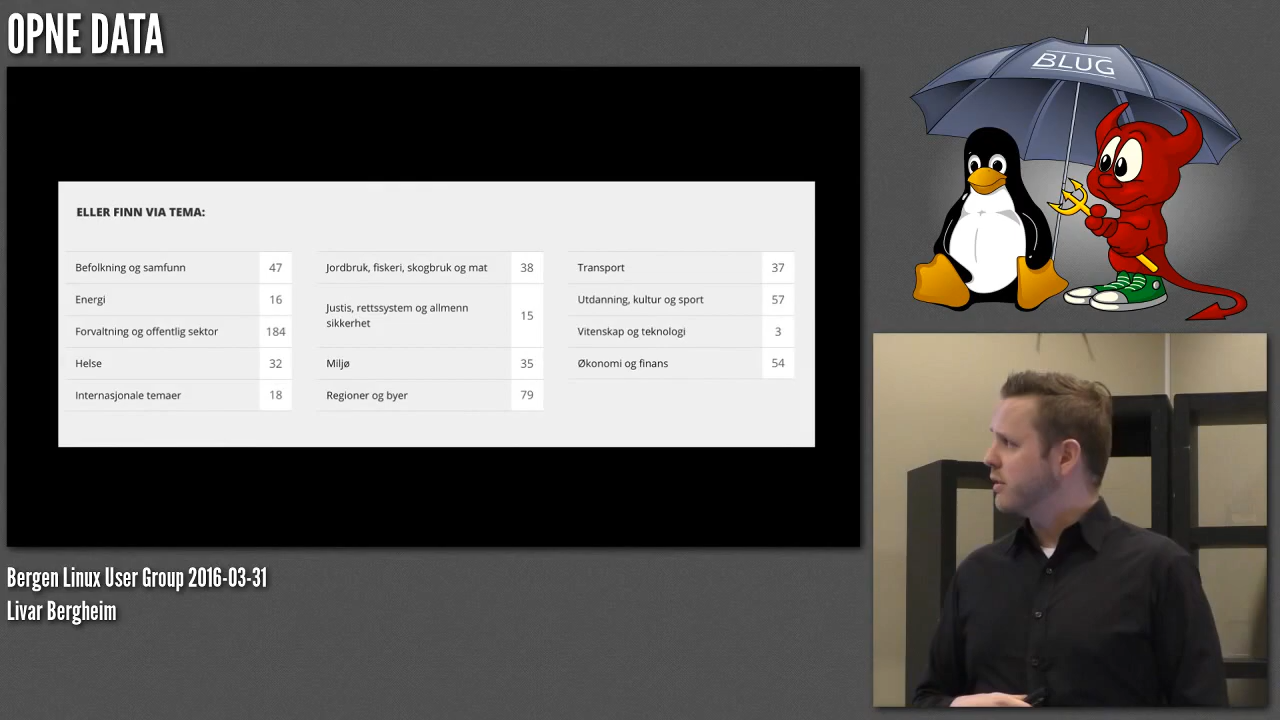 OPNE DATA
BLUG
ELLER FINN VIA TEMA:
Befolkning og samfunn 47
Energi 16
Forvaltning og offentlig sektor 184
Helse 32
Internasjonale temaer 18
Jordbruk, fiskeri, skogbruk og mat 38
Justis, rettssystem og allmenn
sikkerhet 15
Miljø 35
Regioner og byer 79
Transport 37
Utdanning, kultur og sport 57
Vitenskap og teknologi 3
Økonomi og finans 54
Bergen Linux User Group 2016-03-31
Livar Bergheim